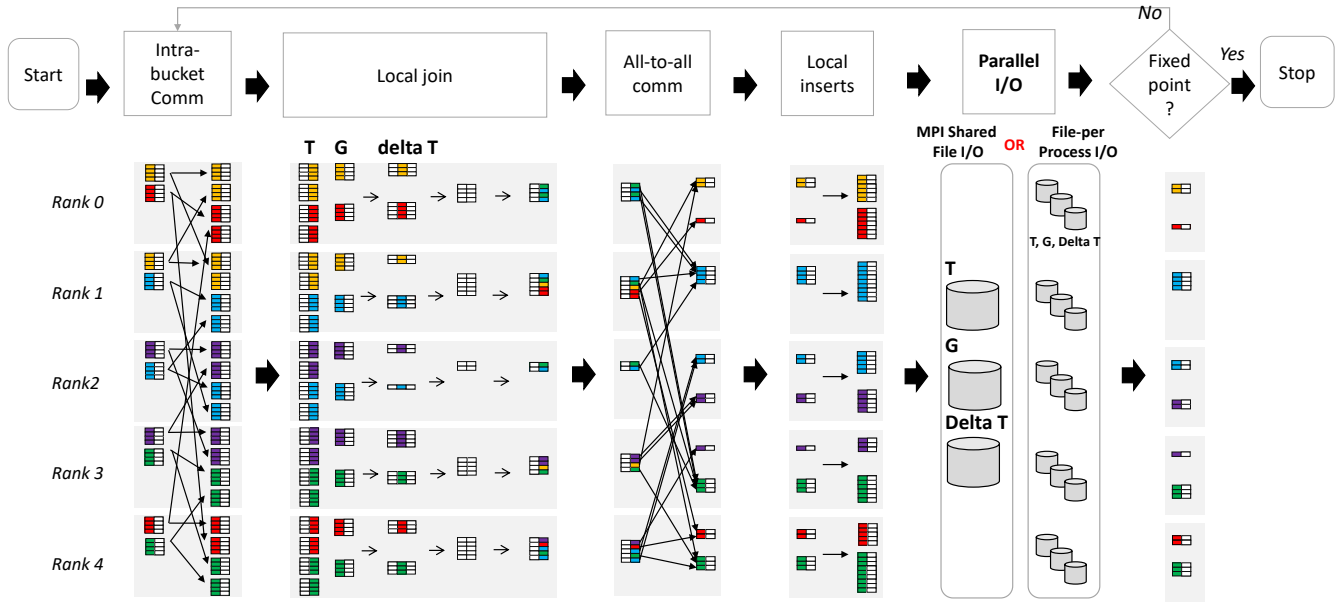 No
Start
Intra-
bucket
Comm
Local join
All-to-all
comm
Local
inserts
Parallel
I/O
Fixed
point
?
Yes
Stop
T G delta T
MPI Shared
File I/O
OR
File-per
Process I/O
Rank 0
T, G, Delta T
Rank 1
T
Rank2
G
Delta T
Rank 3
Rank 4